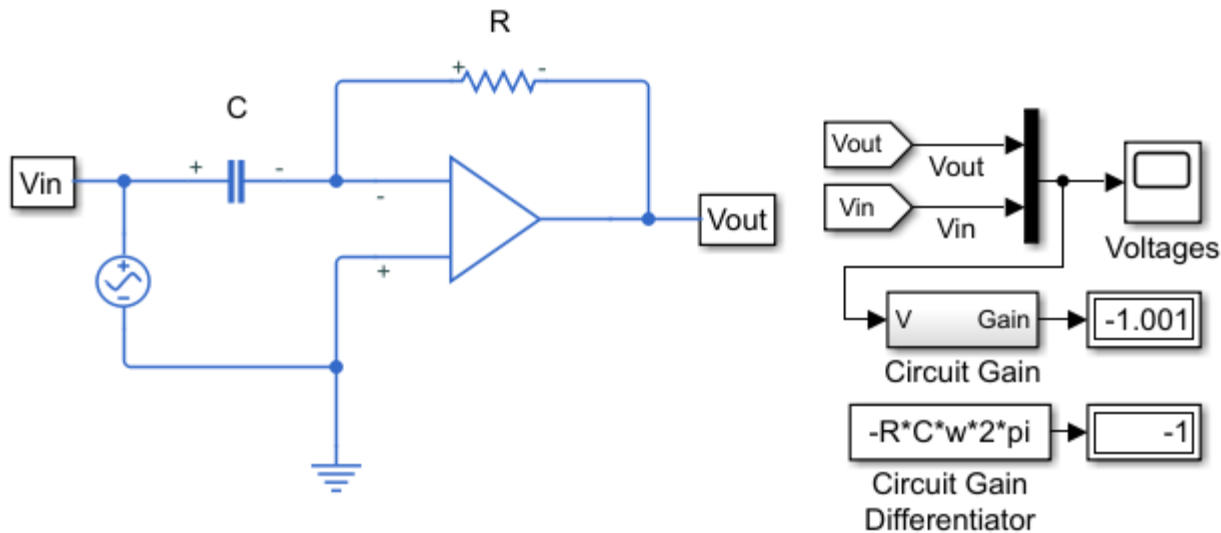 R
+ -
C
+ -
Vin
-
+
+
-
Vout
Vout
Vout
Vin
Vin
Voltages
V Gain
-1.001
Circuit Gain
-R*C*w*2*pi
-1
Circuit Gain
Differentiator